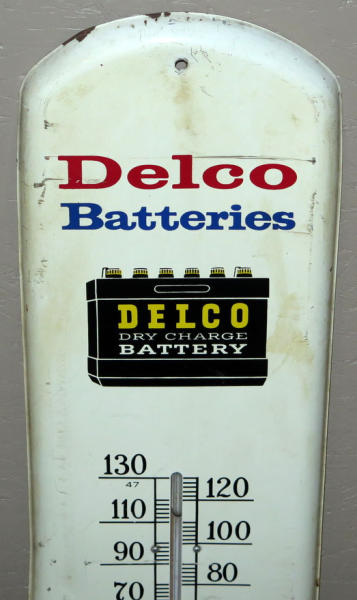 Delco
Batteries
DELCO
DRY CHARGE
BATTERY
130
47
120
110
100
90
80
70